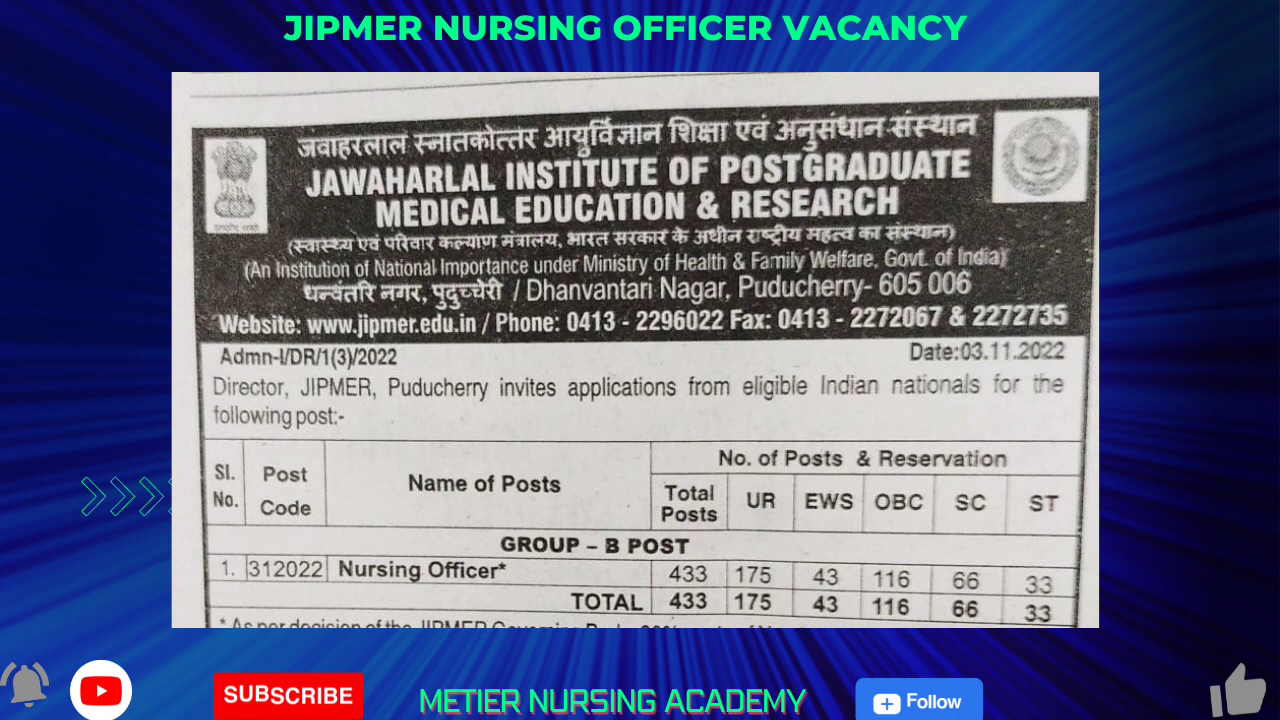 JIPMER NURSING OFFICER VACANCY
जवाहरलाल स्नातकोत्तर आयुर्विज्ञान शिक्षा एवं अनुसंधान संस्थान
JAWAHARLAL INSTITUTE OF POSTGRADUATE
MEDICAL EDUCATION & RESEARCH
(स्वास्थ्य एवं परिवार कल्याण मंत्रालय, भारत सरकार के अधीन राष्ट्रीय महत्व का संस्थान)
(An Institution of National Importance under Ministry of Health & Family Welfare, Govt. of India)
धन्वंतरि नगर, पुदुच्चेरी / Dhanvantari Nagar, Puducherry- 605 006
Website: www.jipmer.edu.in / Phone: 0413 - 2296022 Fax: 0413 - 2272067 & 2272735
Admn-I/DR/1(3)/2022 Date:03.11.2022
Director, JIPMER, Puducherry invites applications from eligible Indian nationals for the
following post:-
Sl. No. Post Code Name of Posts No. of Posts & Reservation
Total Posts UR EWS OBC SC ST
GROUP – B POST
1. 312022 Nursing Officer* 433 175 43 116 66 33
TOTAL 433 175 43 116 66 33
SUBSCRIBE METIER NURSING ACADEMY Follow